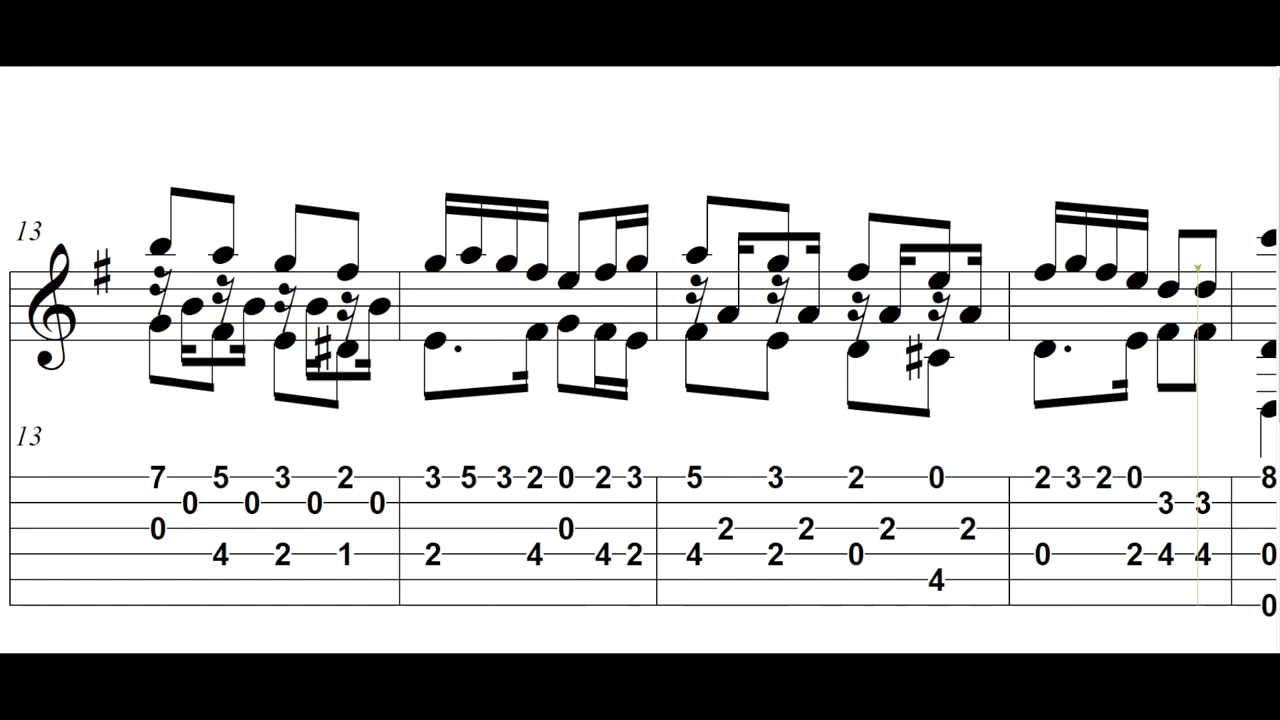 13
13
7 5 3 2 3 5 3 2 0 2 3 5 3 2 0 2 3 2 0 8
0 0 0 0 3 3
0 0 2 2 2 2
4 2 1 2 4 4 2 4 2 0 0 2 4 4 0
4
0